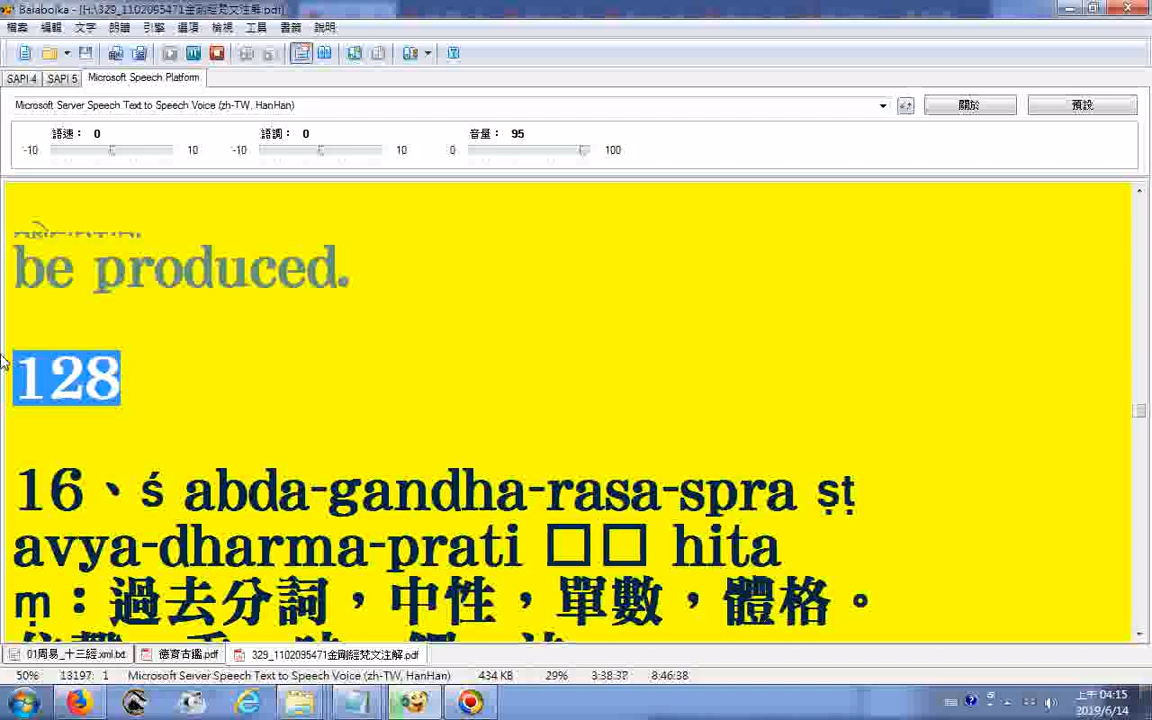 Balabolka - [H:\329_1102095471金剛經梵文注解.pdf]
檔案 編輯 文字 朗讀 引擎 選項 檢視 工具 書籤 說明
SAPI 4 SAPI 5 Microsoft Speech Platform
Microsoft Server Speech Text to Speech Voice (zh-TW, HanHan) 關於 預設
語速： 0 語調： 0 音量： 95
-10 10 -10 10 0 100
be produced.
128
16、ś abda-gandha-rasa-spra ṣṭ
avya-dharma-prati □□ hita
ṃ：過去分詞，中性，單數，體格。
01周易_十三經.xml.txt 德育古鑑.pdf 329_1102095471金剛經梵文注解.pdf
50% 13197: 1 Microsoft Server Speech Text to Speech Voice (zh-TW, HanHan) 434 KB 29% 3:38:37 8:46:38
上午 04:15
2019/6/14